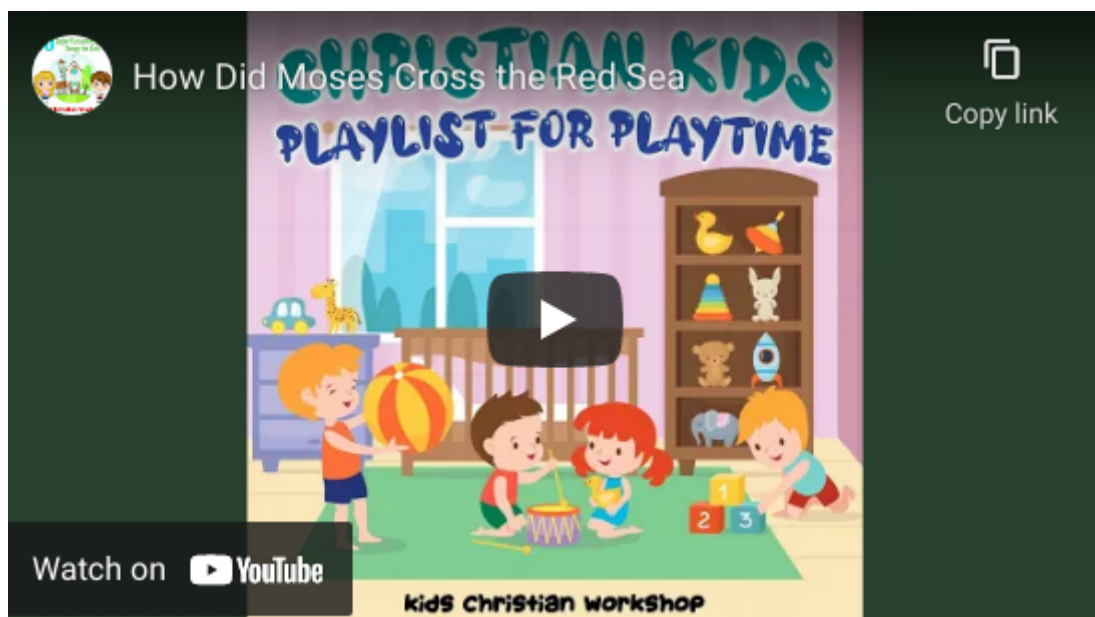 How Did Moses Cross the Red Sea
Copy link
CHRISTIAN KIDS
PLAYLIST FOR PLAYTIME
1
2 3
Watch on YouTube
kids christian workshop